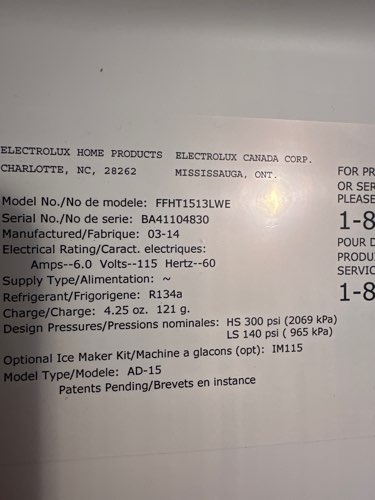 ELECTROLUX HOME PRODUCTS ELECTROLUX CANADA CORP.
CHARLOTTE, NC, 28262 MISSISSAUGA, ONT.
FOR PR
OR SER
PLEASE
1-8
POUR D
PRODU
SERVIC
1-8
Model No./No de modele: FFHT1513LWE
Serial No./No de serie: BA41104830
Manufactured/Fabrique: 03-14
Electrical Rating/Caract. electriques:
Amps--6.0 Volts--115 Hertz--60
Supply Type/Alimentation: ~
Refrigerant/Frigorigene: R134a
Charge/Charge: 4.25 oz. 121 g.
Design Pressures/Pressions nominales: HS 300 psi (2069 kPa)
LS 140 psi ( 965 kPa)
Optional Ice Maker Kit/Machine a glacons (opt): IM115
Model Type/Modele: AD-15
Patents Pending/Brevets en instance